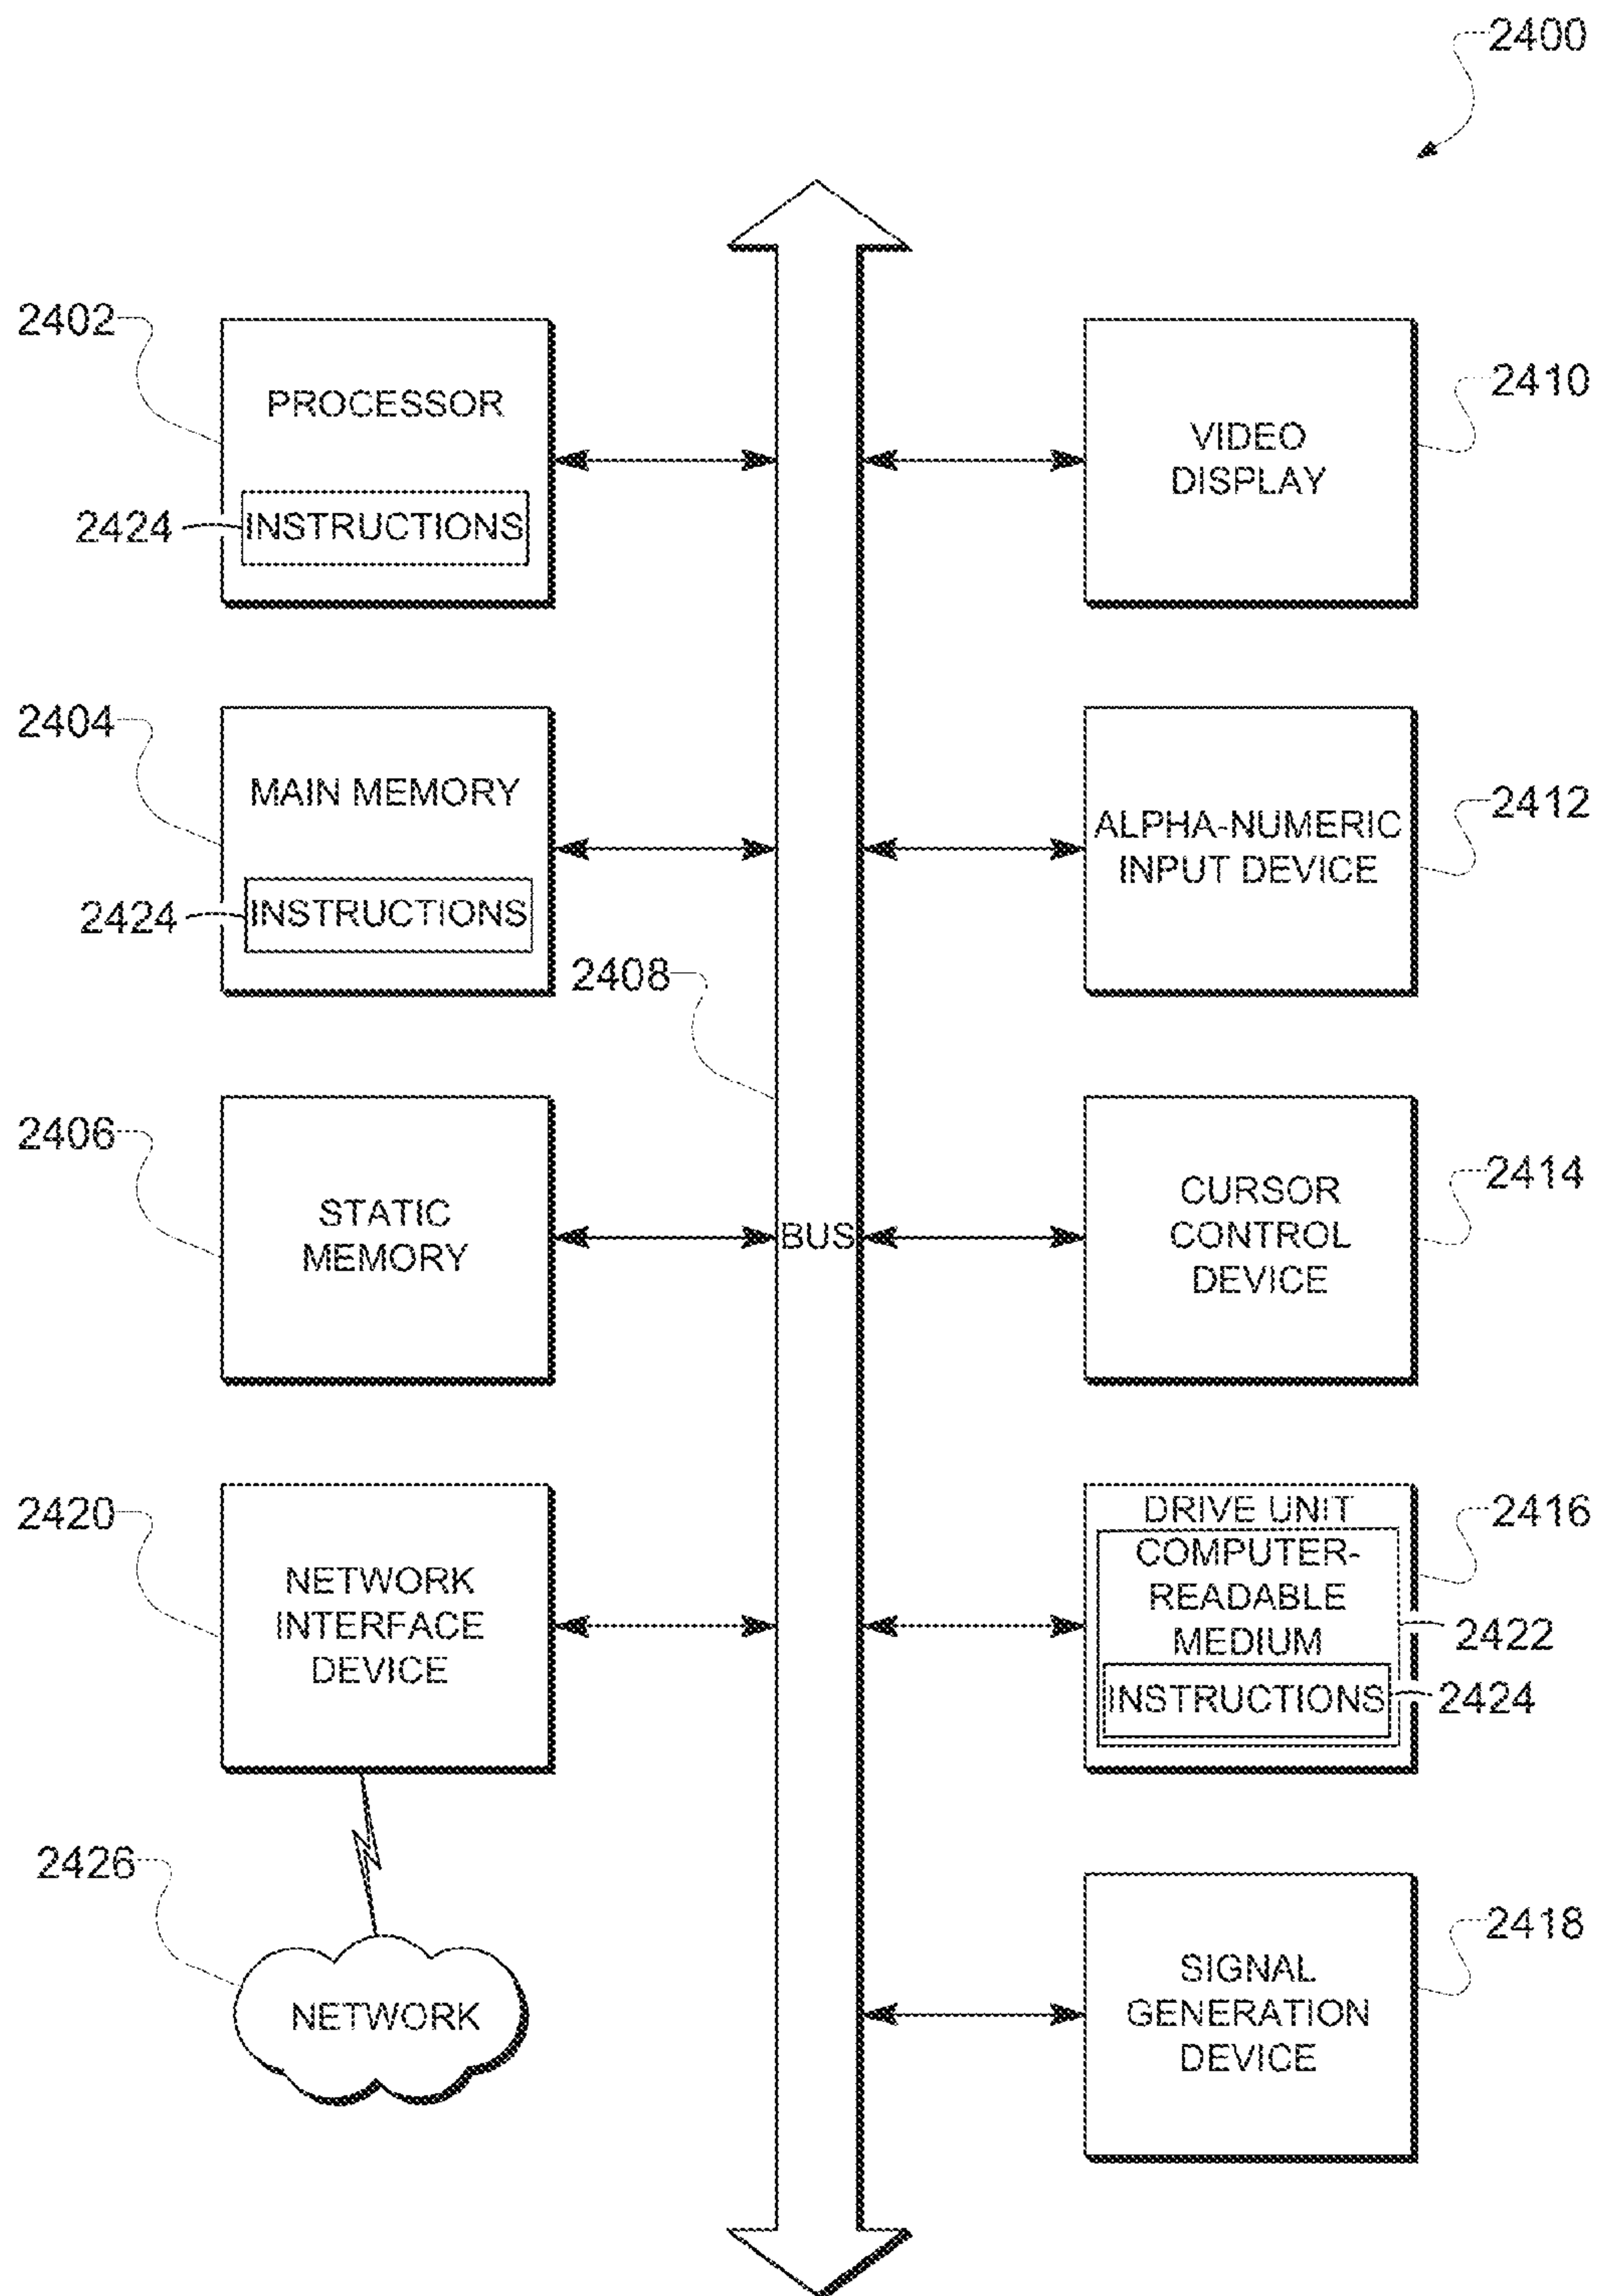 2400
2402
PROCESSOR
2424
INSTRUCTIONS
2410
VIDEO
DISPLAY
2404
MAIN MEMORY
2424
INSTRUCTIONS
2412
ALPHA-NUMERIC
INPUT DEVICE
2408
2406
STATIC
MEMORY
BUS
2414
CURSOR
CONTROL
DEVICE
2420
NETWORK
INTERFACE
DEVICE
2416
DRIVE UNIT
COMPUTER-
READABLE
MEDIUM
2422
INSTRUCTIONS
2424
2426
NETWORK
2418
SIGNAL
GENERATION
DEVICE